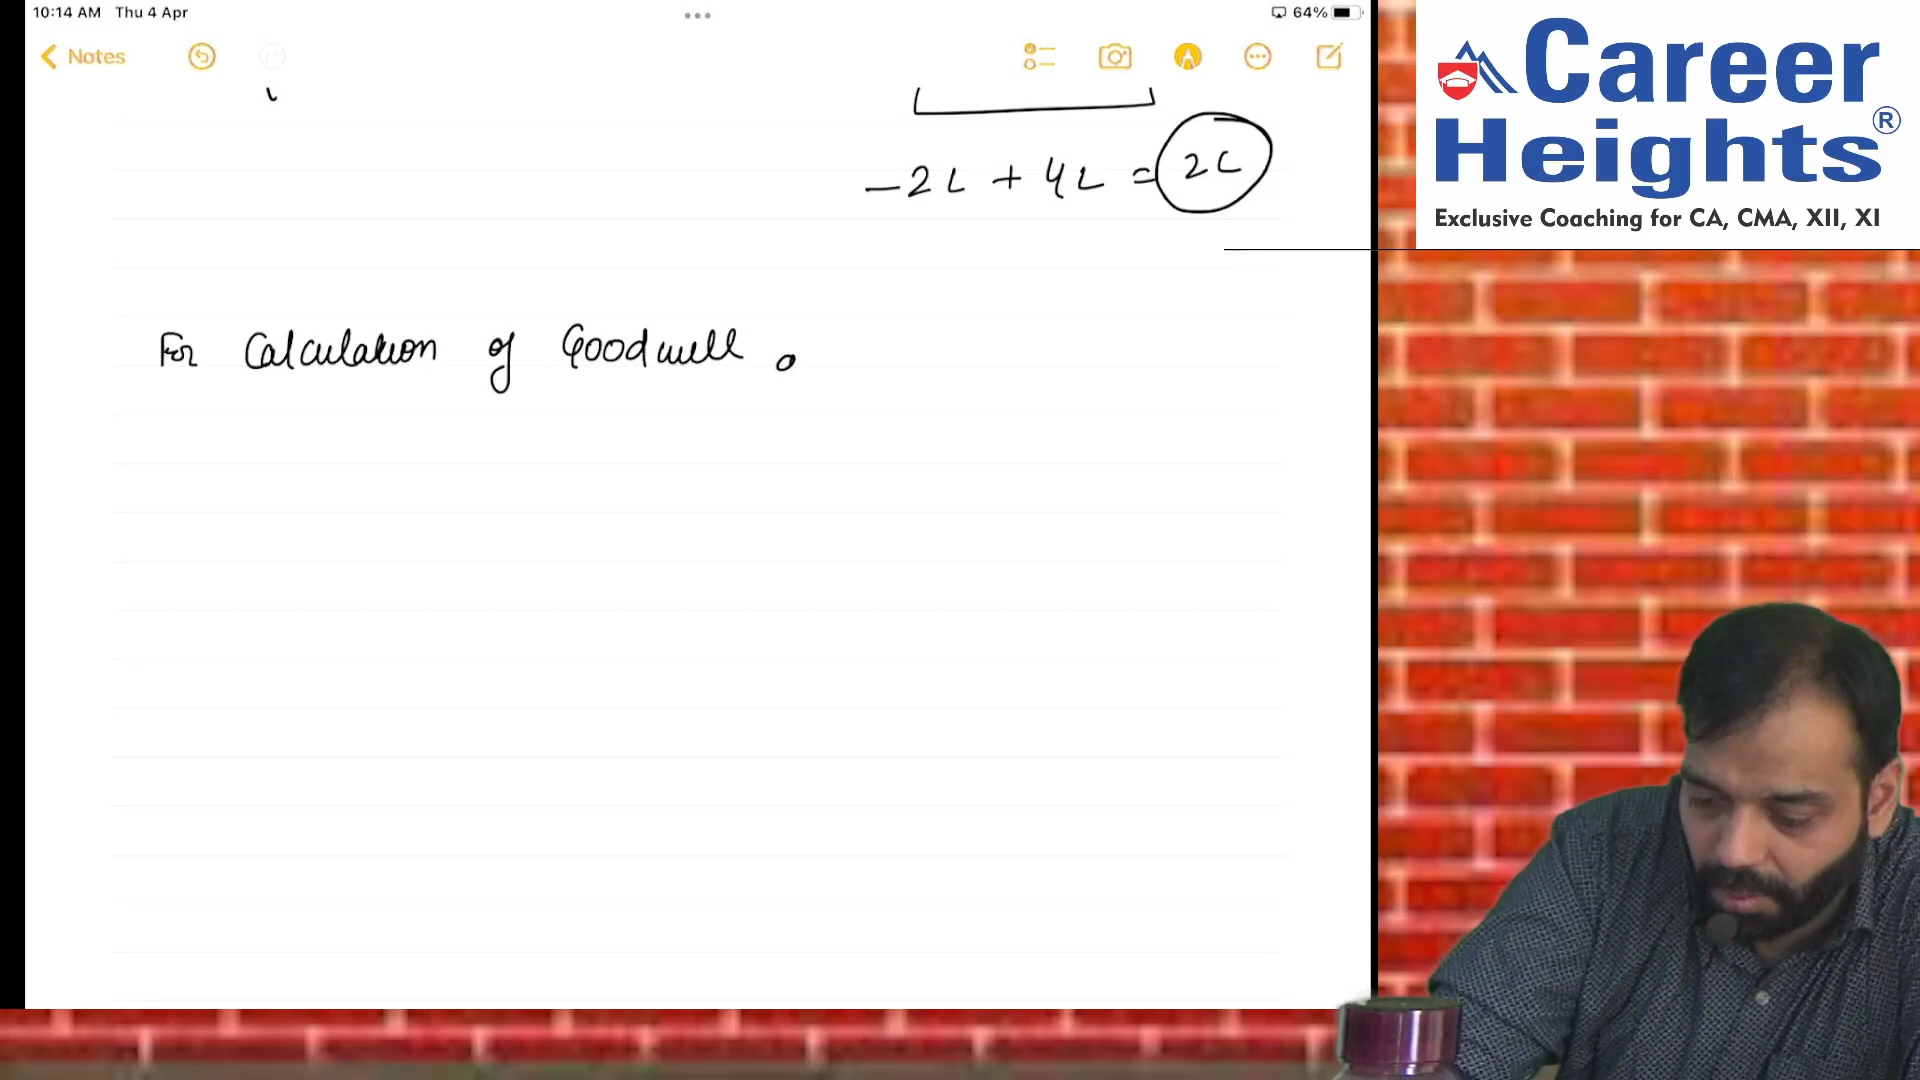 10:14 AM Thu 4 Apr
64%
Notes
-2L + 4L = 2L
For Calculation of Goodwill.
Career
Heights®
Exclusive Coaching for CA, CMA, XII, XI